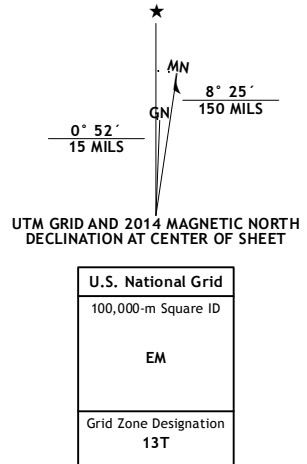 ★
MN
GN
8° 25´
150 MILS
0° 52´
15 MILS
UTM GRID AND 2014 MAGNETIC NORTH
DECLINATION AT CENTER OF SHEET
U.S. National Grid
100,000-m Square ID
EM
Grid Zone Designation
13T